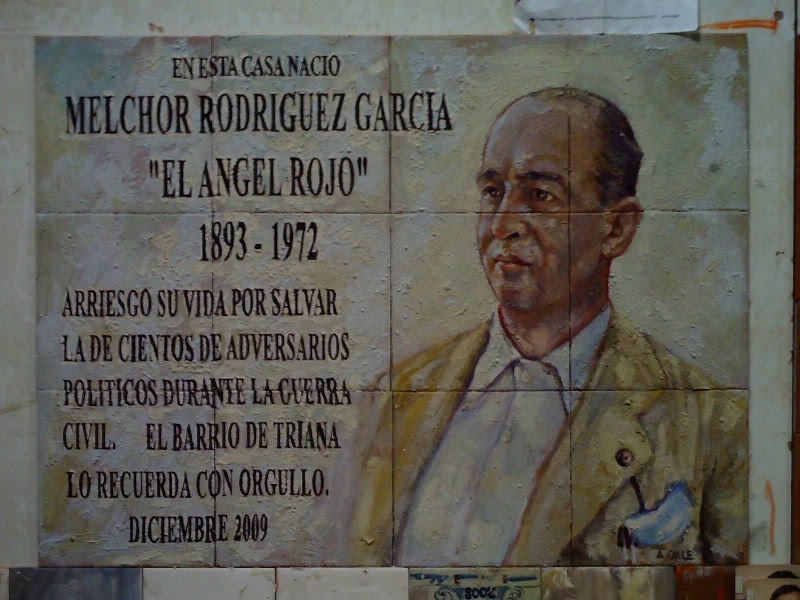 EN ESTA CASA NACIO
MELCHOR RODRIGUEZ GARCIA
"EL ANGEL ROJO"
1893 - 1972
ARRIESGO SU VIDA POR SALVAR
LA DE CIENTOS DE ADVERSARIOS
POLITICOS DURANTE LA GUERRA
CIVIL. EL BARRIO DE TRIANA
LO RECUERDA CON ORGULLO.
DICIEMBRE 2009